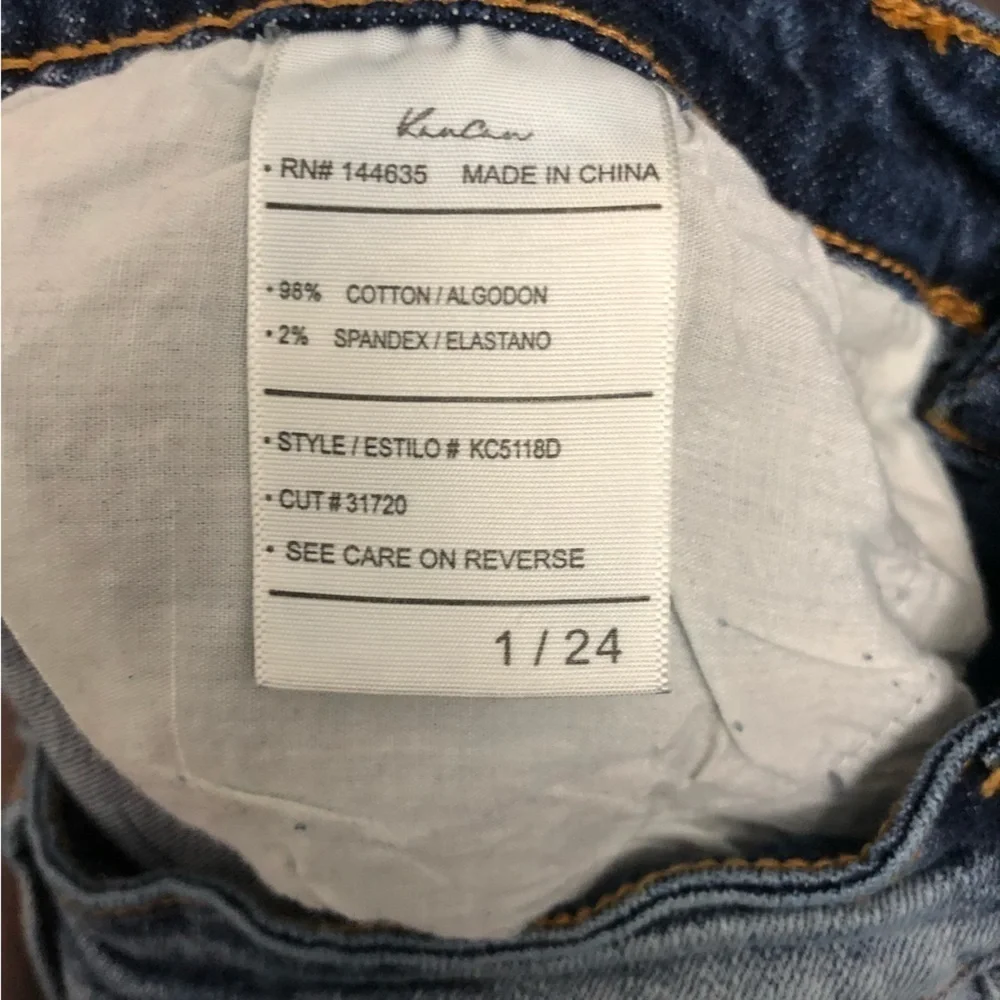 KanCan
• RN# 144635 MADE IN CHINA
• 98% COTTON / ALGODON
• 2% SPANDEX / ELASTANO
• STYLE / ESTILO # KC5118D
• CUT # 31720
• SEE CARE ON REVERSE
1 / 24